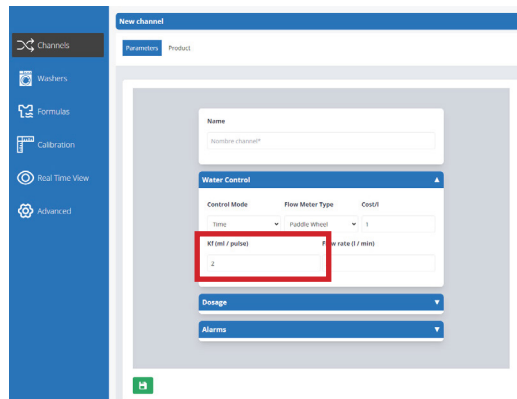 New channel
Channels
Parameters Product
Washers
Formulas
Calibration
Real Time View
Advanced
Name
Nombre channel*
Water Control ▲
Control Mode Flow Meter Type Cost/l
Time Paddle Wheel 1
Kf (ml / pulse) Flow rate (l / min)
2
Dosage ▼
Alarms ▼